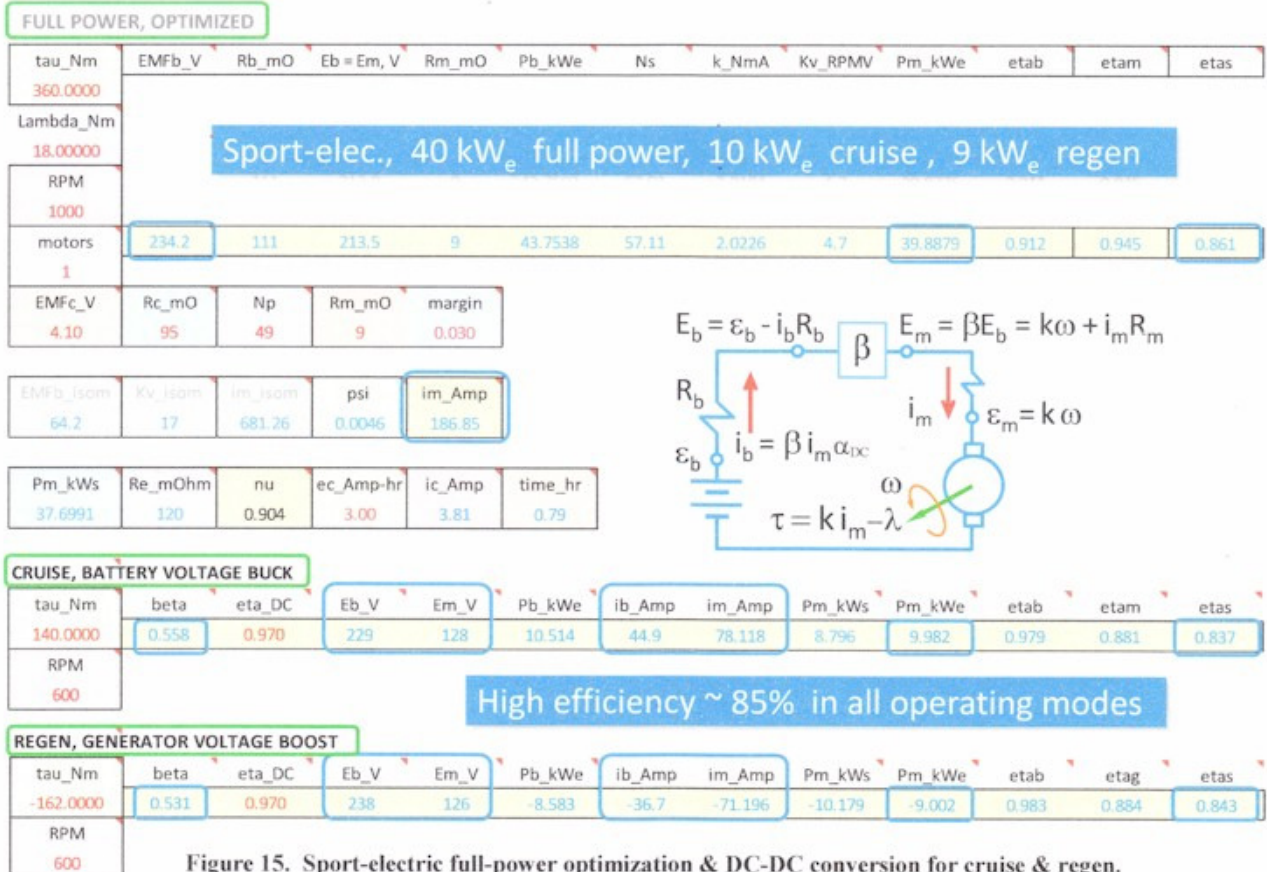 FULL POWER, OPTIMIZED
tau_Nm EMFb_V Rb_mO Eb = Em, V Rm_mO Pb_kWe Ns k_NmA Kv_RPMV Pm_kWe etab etam etas
360.0000
Lambda_Nm
18.00000
Sport-elec., 40 kWe full power, 10 kWe cruise , 9 kWe regen
RPM
1000
motors 234.2 111 213.5 9 43.7538 57.11 2.0226 4.7 39.8879 0.912 0.945 0.861
1
EMFc_V Rc_mO Np Rm_mO margin
4.10 95 49 9 0.030
Eb = εb - ibRb β Em = βEb = kω + imRm
Rb
im εm = k ω
εb ib = β im αDC
ω
τ = k im–λ
EMFb_isom Kv_isom im_isom psi im_Amp
64.2 17 681.26 0.0046 186.85
Pm_kWs Re_mOhm nu ec_Amp-hr ic_Amp time_hr
37.6991 120 0.904 3.00 3.81 0.79
CRUISE, BATTERY VOLTAGE BUCK
tau_Nm beta eta_DC Eb_V Em_V Pb_kWe ib_Amp im_Amp Pm_kWs Pm_kWe etab etam etas
140.0000 0.558 0.970 229 128 10.514 44.9 78.118 8.796 9.982 0.979 0.881 0.837
RPM
600
High efficiency ~ 85% in all operating modes
REGEN, GENERATOR VOLTAGE BOOST
tau_Nm beta eta_DC Eb_V Em_V Pb_kWe ib_Amp im_Amp Pm_kWs Pm_kWe etab etag etas
-162.0000 0.531 0.970 238 126 -8.583 -36.7 -71.196 -10.179 -9.002 0.983 0.884 0.843
RPM
600
Figure 15. Sport-electric full-power optimization & DC-DC conversion for cruise & regen.